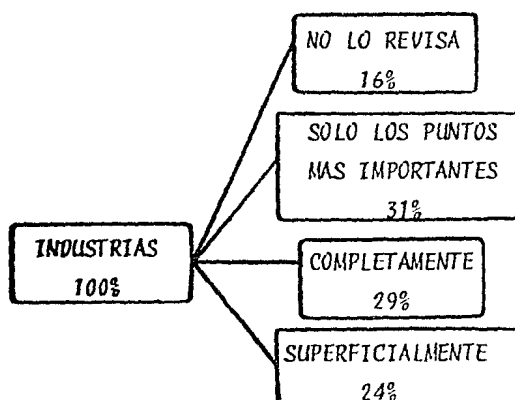 NO LO REVISA
16%
SOLO LOS PUNTOS
MAS IMPORTANTES
31%
INDUSTRIAS
100%
COMPLETAMENTE
29%
SUPERFICIALMENTE
24%